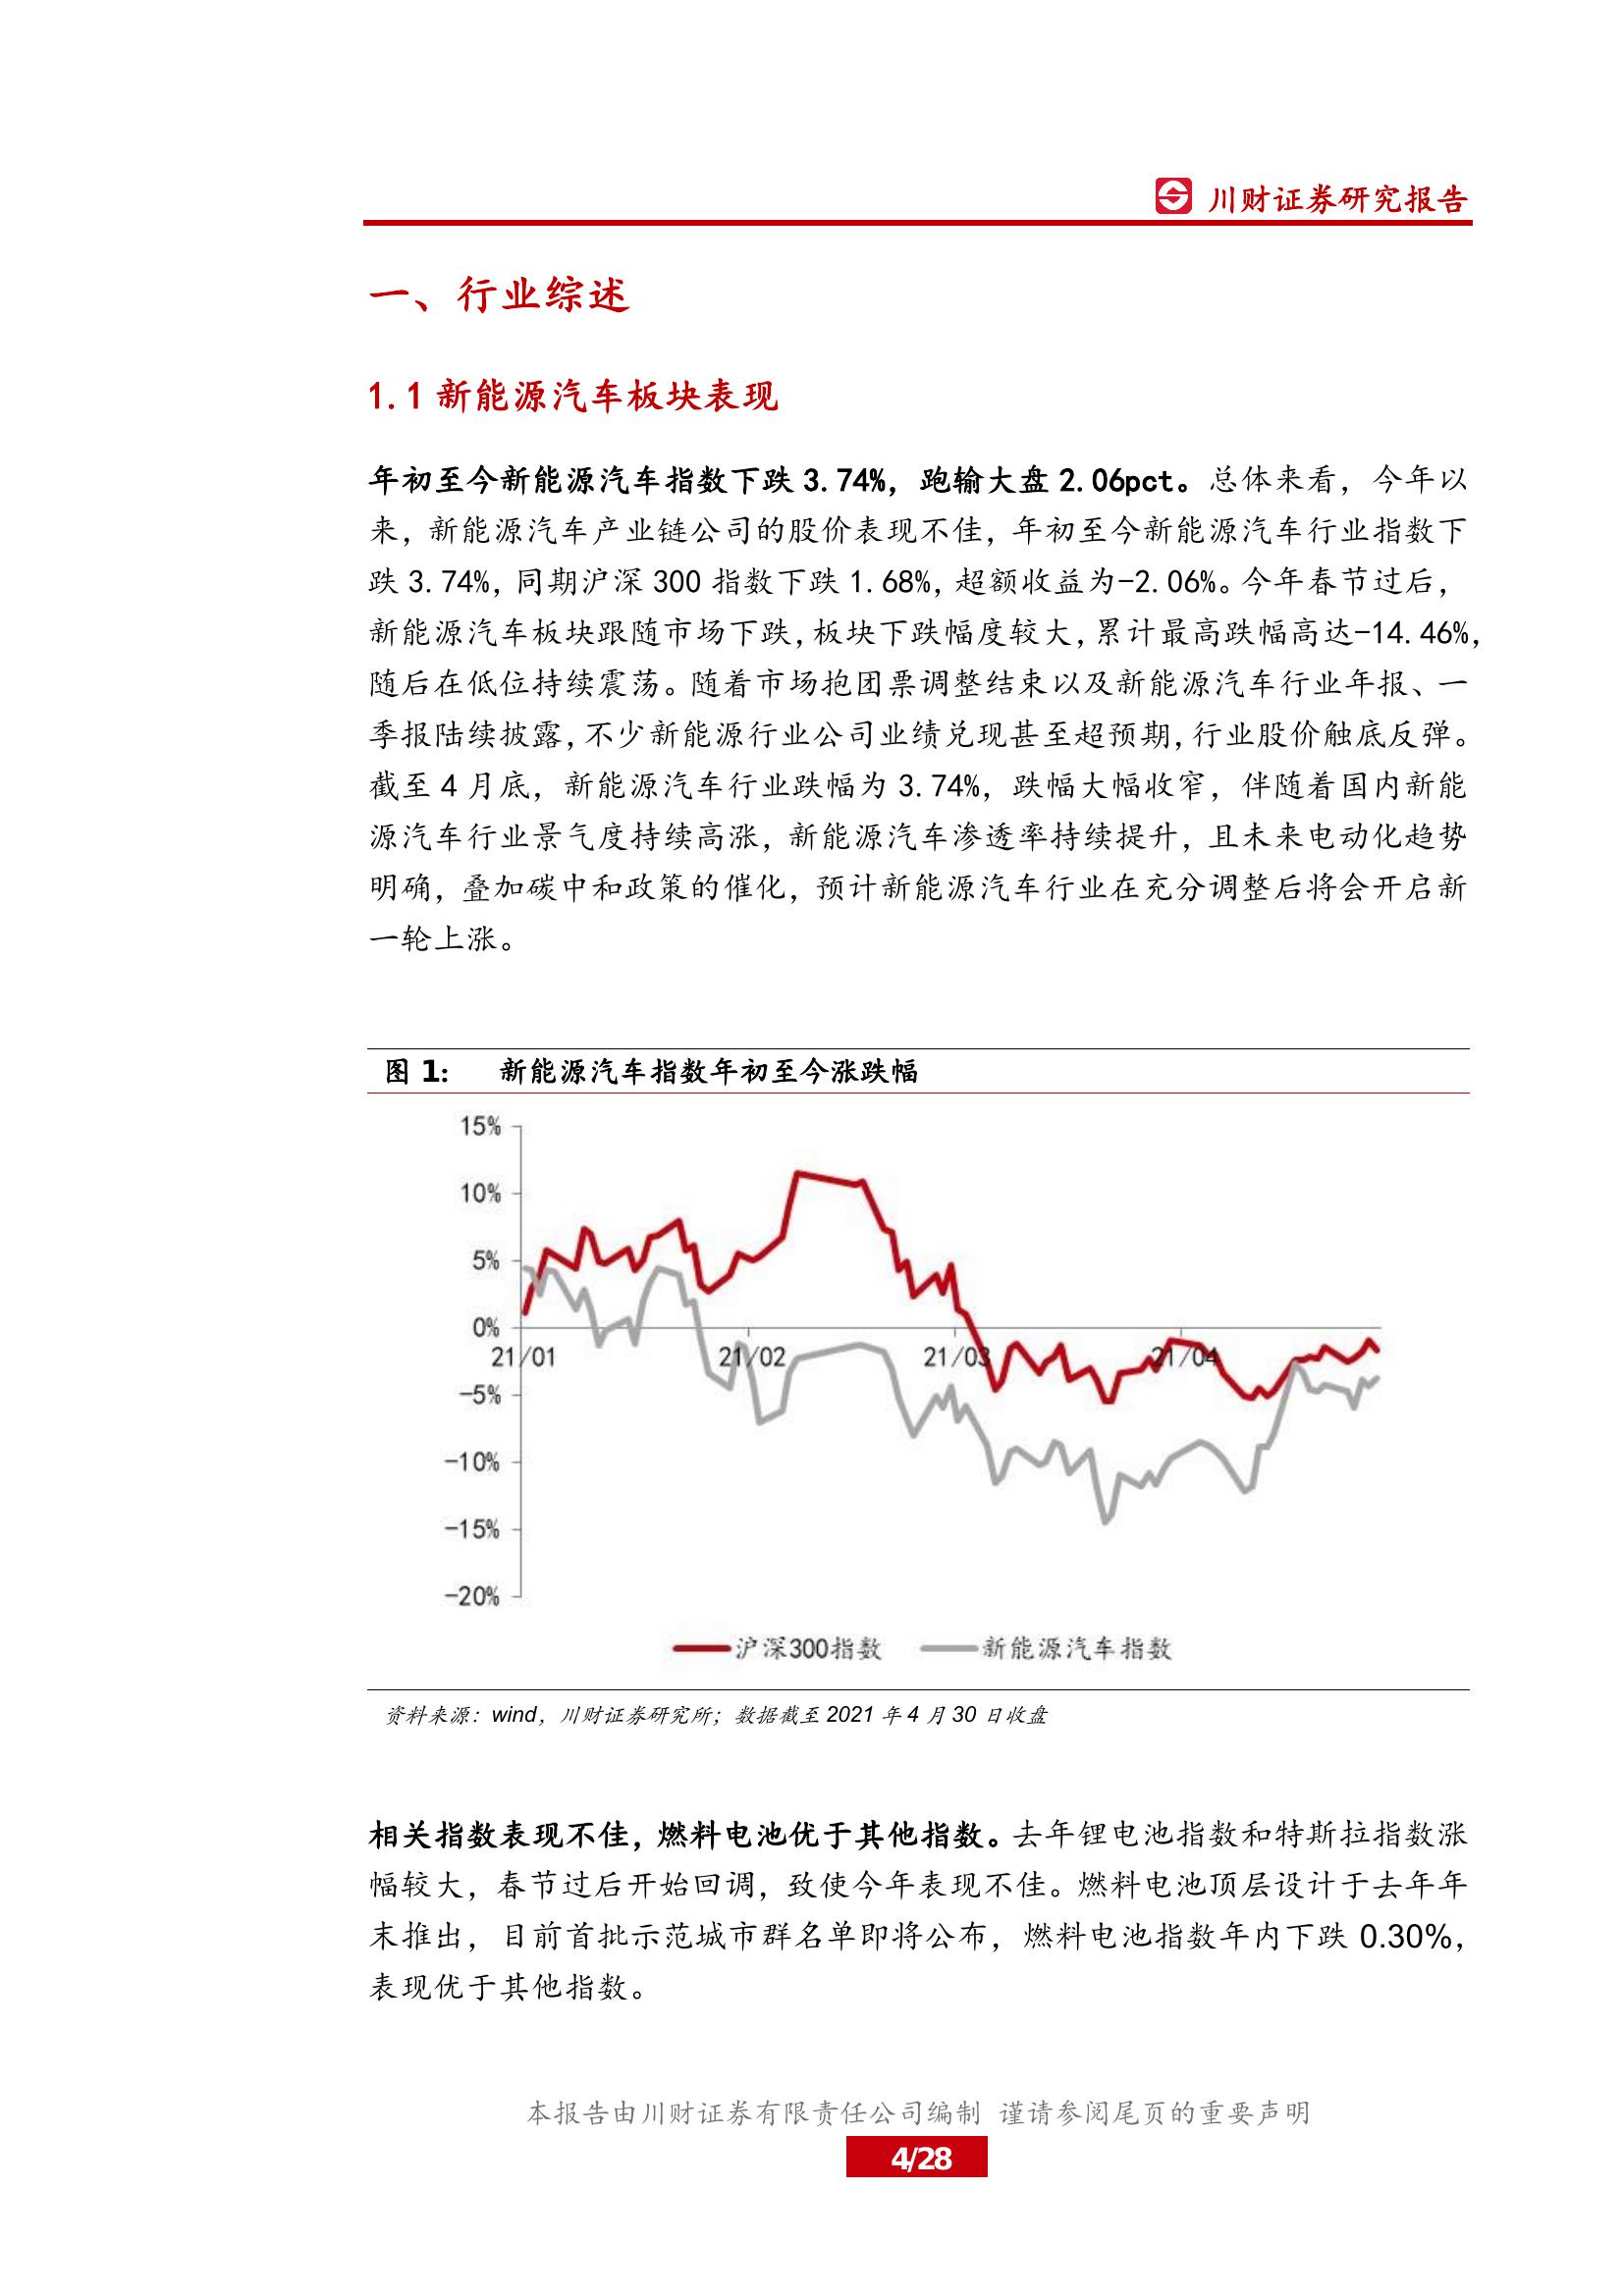 川财证券研究报告
一、行业综述
1.1 新能源汽车板块表现
年初至今新能源汽车指数下跌 3.74%，跑输大盘 2.06pct。总体来看，今年以
来，新能源汽车产业链公司的股价表现不佳，年初至今新能源汽车行业指数下
跌 3.74%，同期沪深 300 指数下跌 1.68%，超额收益为-2.06%。今年春节过后，
新能源汽车板块跟随市场下跌，板块下跌幅度较大，累计最高跌幅高达-14.46%，
随后在低位持续震荡。随着市场抱团票调整结束以及新能源汽车行业年报、一
季报陆续披露，不少新能源行业公司业绩兑现甚至超预期，行业股价触底反弹。
截至 4 月底，新能源汽车行业跌幅为 3.74%，跌幅大幅收窄，伴随着国内新能
源汽车行业景气度持续高涨，新能源汽车渗透率持续提升，且未来电动化趋势
明确，叠加碳中和政策的催化，预计新能源汽车行业在充分调整后将会开启新
一轮上涨。
图 1： 新能源汽车指数年初至今涨跌幅
15%
10%
5%
0%
21/01 21/02 21/03 21/04
-5%
-10%
-15%
-20%
沪深300指数 新能源汽车指数
资料来源：wind，川财证券研究所；数据截至 2021 年 4 月 30 日收盘
相关指数表现不佳，燃料电池优于其他指数。去年锂电池指数和特斯拉指数涨
幅较大，春节过后开始回调，致使今年表现不佳。燃料电池顶层设计于去年年
末推出，目前首批示范城市群名单即将公布，燃料电池指数年内下跌 0.30%，
表现优于其他指数。
本报告由川财证券有限责任公司编制 谨请参阅尾页的重要声明
4/28